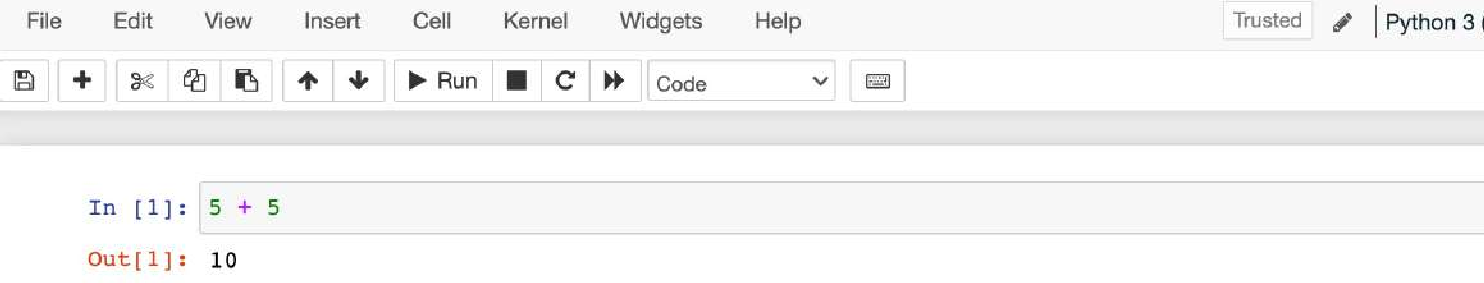 File Edit View Insert Cell Kernel Widgets Help Trusted Python 3
Run Code
In [1]: 5 + 5
Out[1]: 10